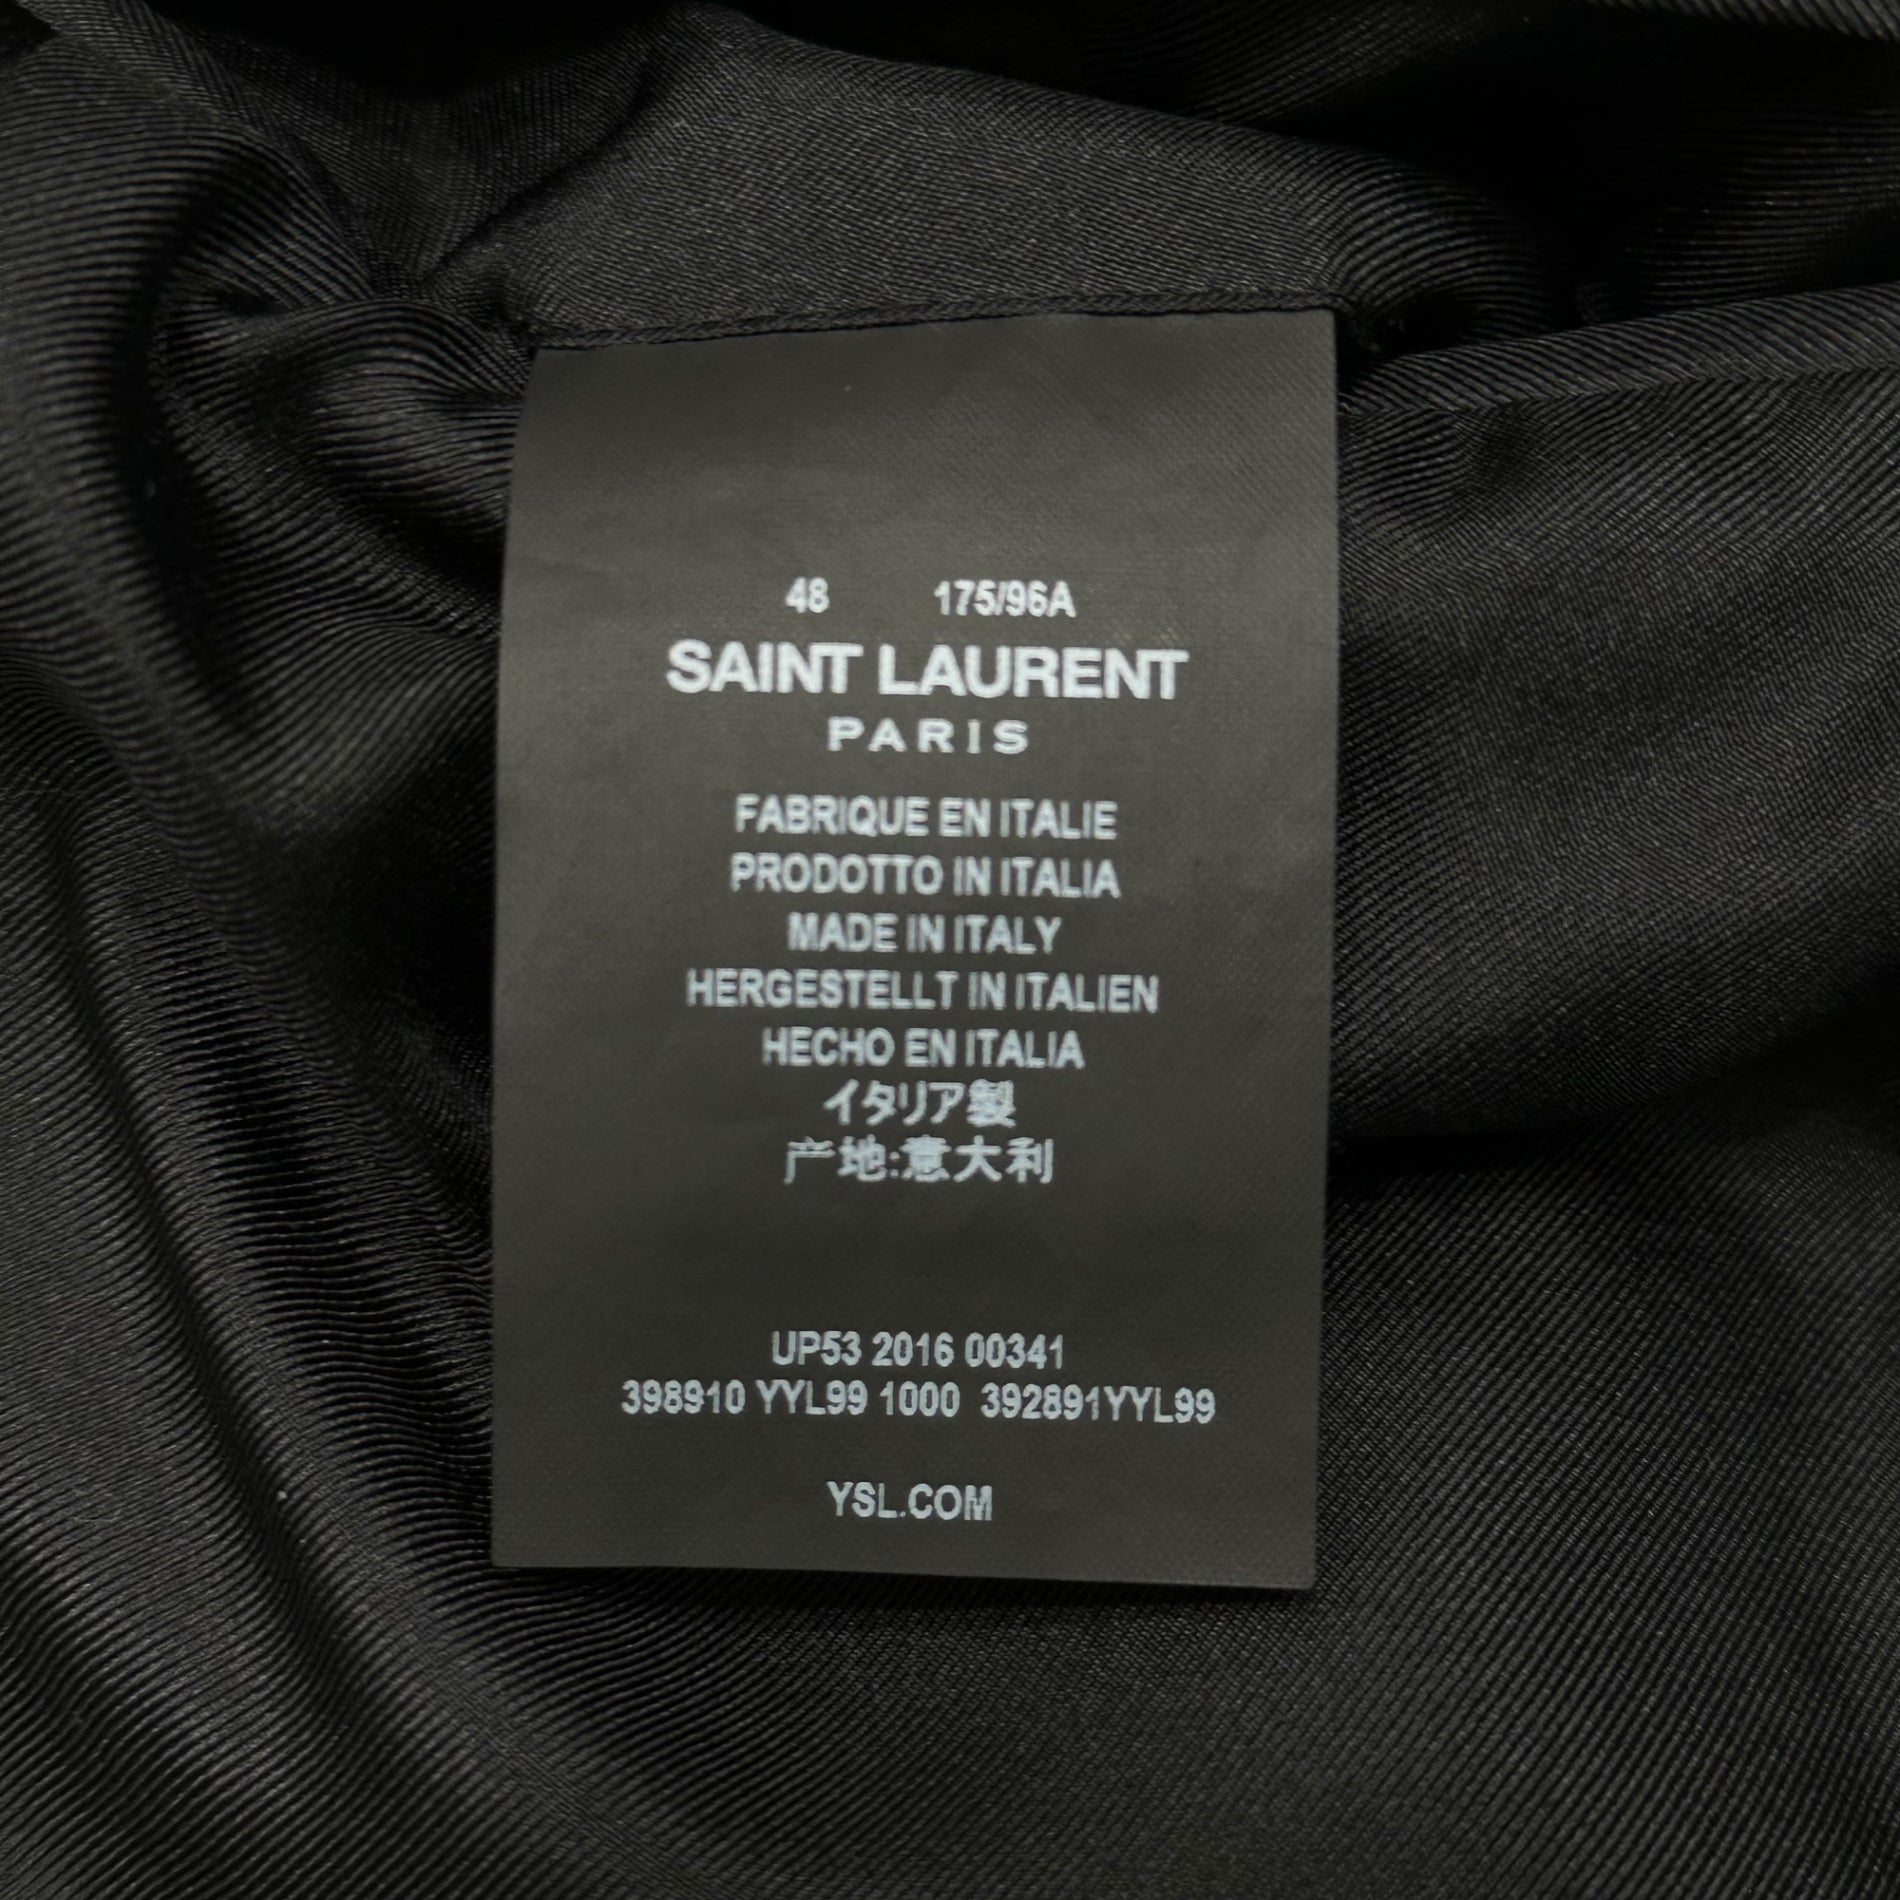 48 175/96A
SAINT LAURENT
PARIS
FABRIQUE EN ITALIE
PRODOTTO IN ITALIA
MADE IN ITALY
HERGESTELLT IN ITALIEN
HECHO EN ITALIA
イタリア製
产地:意大利
UP53 2016 00341
398910 YYL99 1000 392891YYL99
YSL.COM